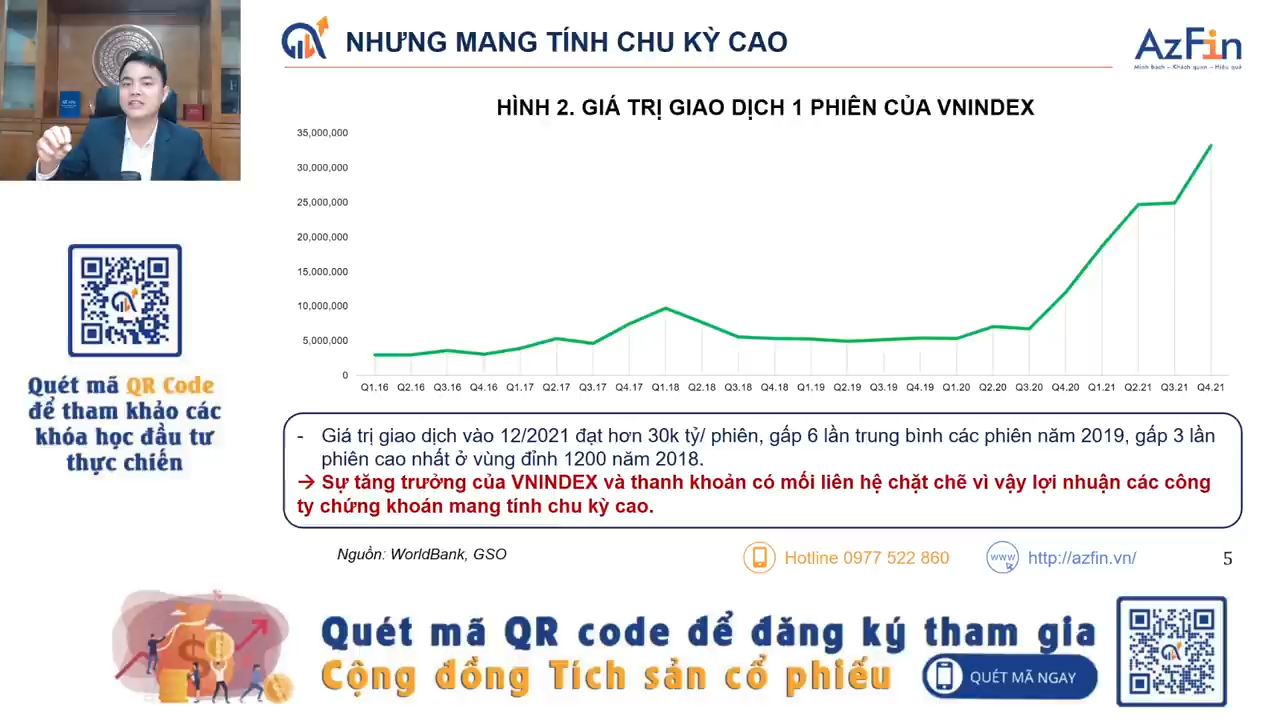 NHƯNG MANG TÍNH CHU KỲ CAO
AzFin
Minh bạch – Khách quan – Hiệu quả
HÌNH 2. GIÁ TRỊ GIAO DỊCH 1 PHIÊN CỦA VNINDEX
35,000,000
30,000,000
25,000,000
20,000,000
15,000,000
10,000,000
5,000,000
0
Q1.16 Q2.16 Q3.16 Q4.16 Q1.17 Q2.17 Q3.17 Q4.17 Q1.18 Q2.18 Q3.18 Q4.18 Q1.19 Q2.19 Q3.19 Q4.19 Q1.20 Q2.20 Q3.20 Q4.20 Q1.21 Q2.21 Q3.21 Q4.21
Quét mã QR Code
để tham khảo các
khóa học đầu tư
thực chiến
- Giá trị giao dịch vào 12/2021 đạt hơn 30k tỷ/ phiên, gấp 6 lần trung bình các phiên năm 2019, gấp 3 lần
phiên cao nhất ở vùng đỉnh 1200 năm 2018.
→ Sự tăng trưởng của VNINDEX và thanh khoản có mối liên hệ chặt chẽ vì vậy lợi nhuận các công
ty chứng khoán mang tính chu kỳ cao.
Nguồn: WorldBank, GSO
Hotline 0977 522 860
www
http://azfin.vn/
5
Quét mã QR code để đăng ký tham gia
Cộng đồng Tích sản cổ phiếu
QUÉT MÃ NGAY